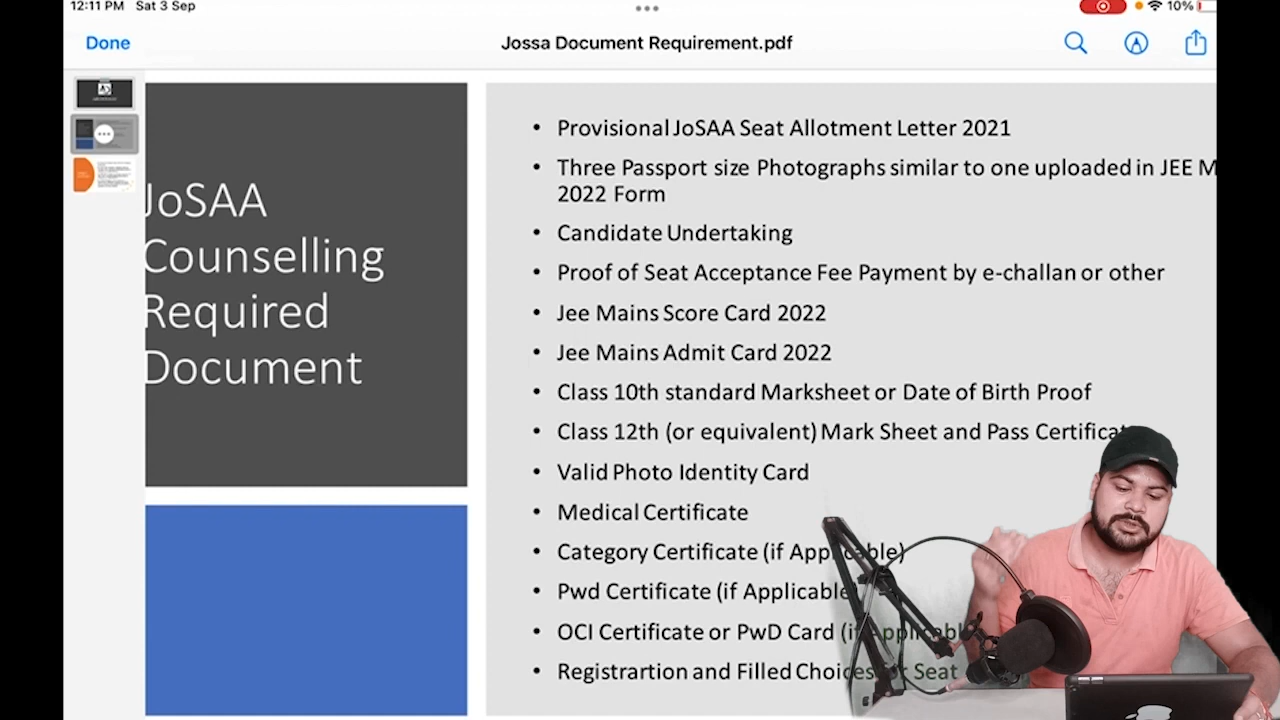 12:11 PM Sat 3 Sep
10%
Done
Jossa Document Requirement.pdf
JoSAA
Counselling
Required
Document
• Provisional JoSAA Seat Allotment Letter 2021
• Three Passport size Photographs similar to one uploaded in JEE M
2022 Form
• Candidate Undertaking
• Proof of Seat Acceptance Fee Payment by e-challan or other
• Jee Mains Score Card 2022
• Jee Mains Admit Card 2022
• Class 10th standard Marksheet or Date of Birth Proof
• Class 12th (or equivalent) Mark Sheet and Pass Certificate
• Valid Photo Identity Card
• Medical Certificate
• Category Certificate (if Applicable)
• Pwd Certificate (if Applicable
• OCI Certificate or PwD Card (if Applicabl
• Registrartion and Filled Choices for Seat